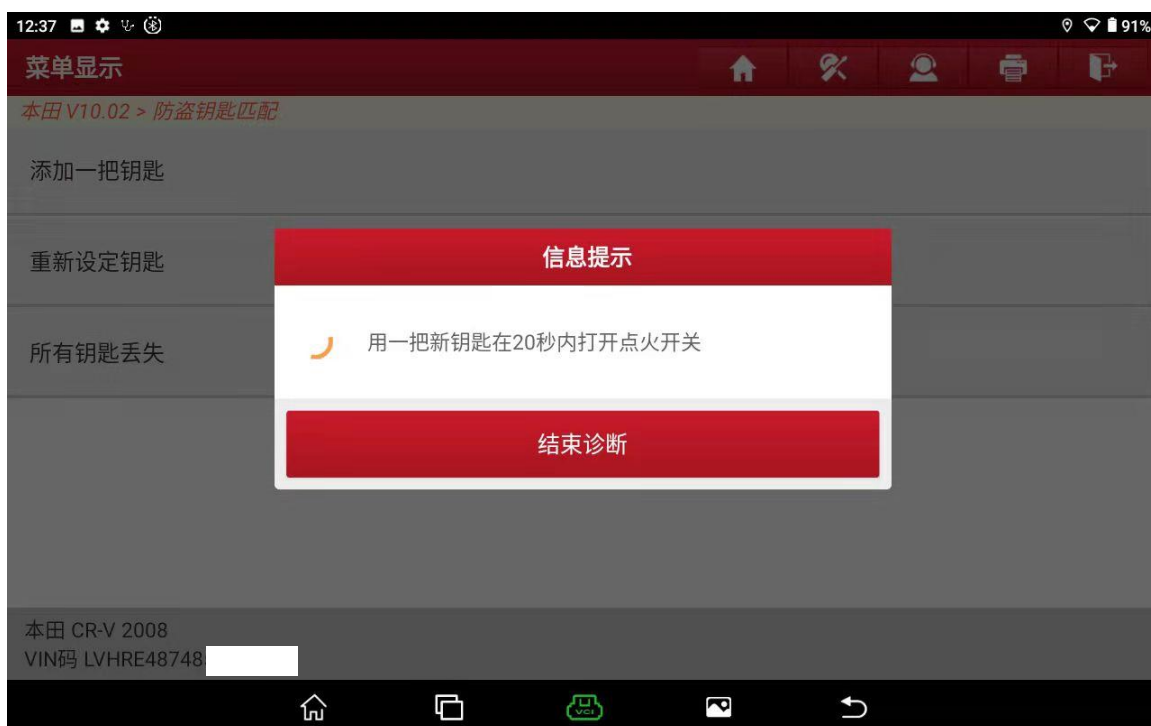 12:37
91%
菜单显示
本田 V10.02 > 防盗钥匙匹配
添加一把钥匙
重新设定钥匙
所有钥匙丢失
信息提示
用一把新钥匙在20秒内打开点火开关
结束诊断
本田 CR-V 2008
VIN码 LVHRE48748
VCI